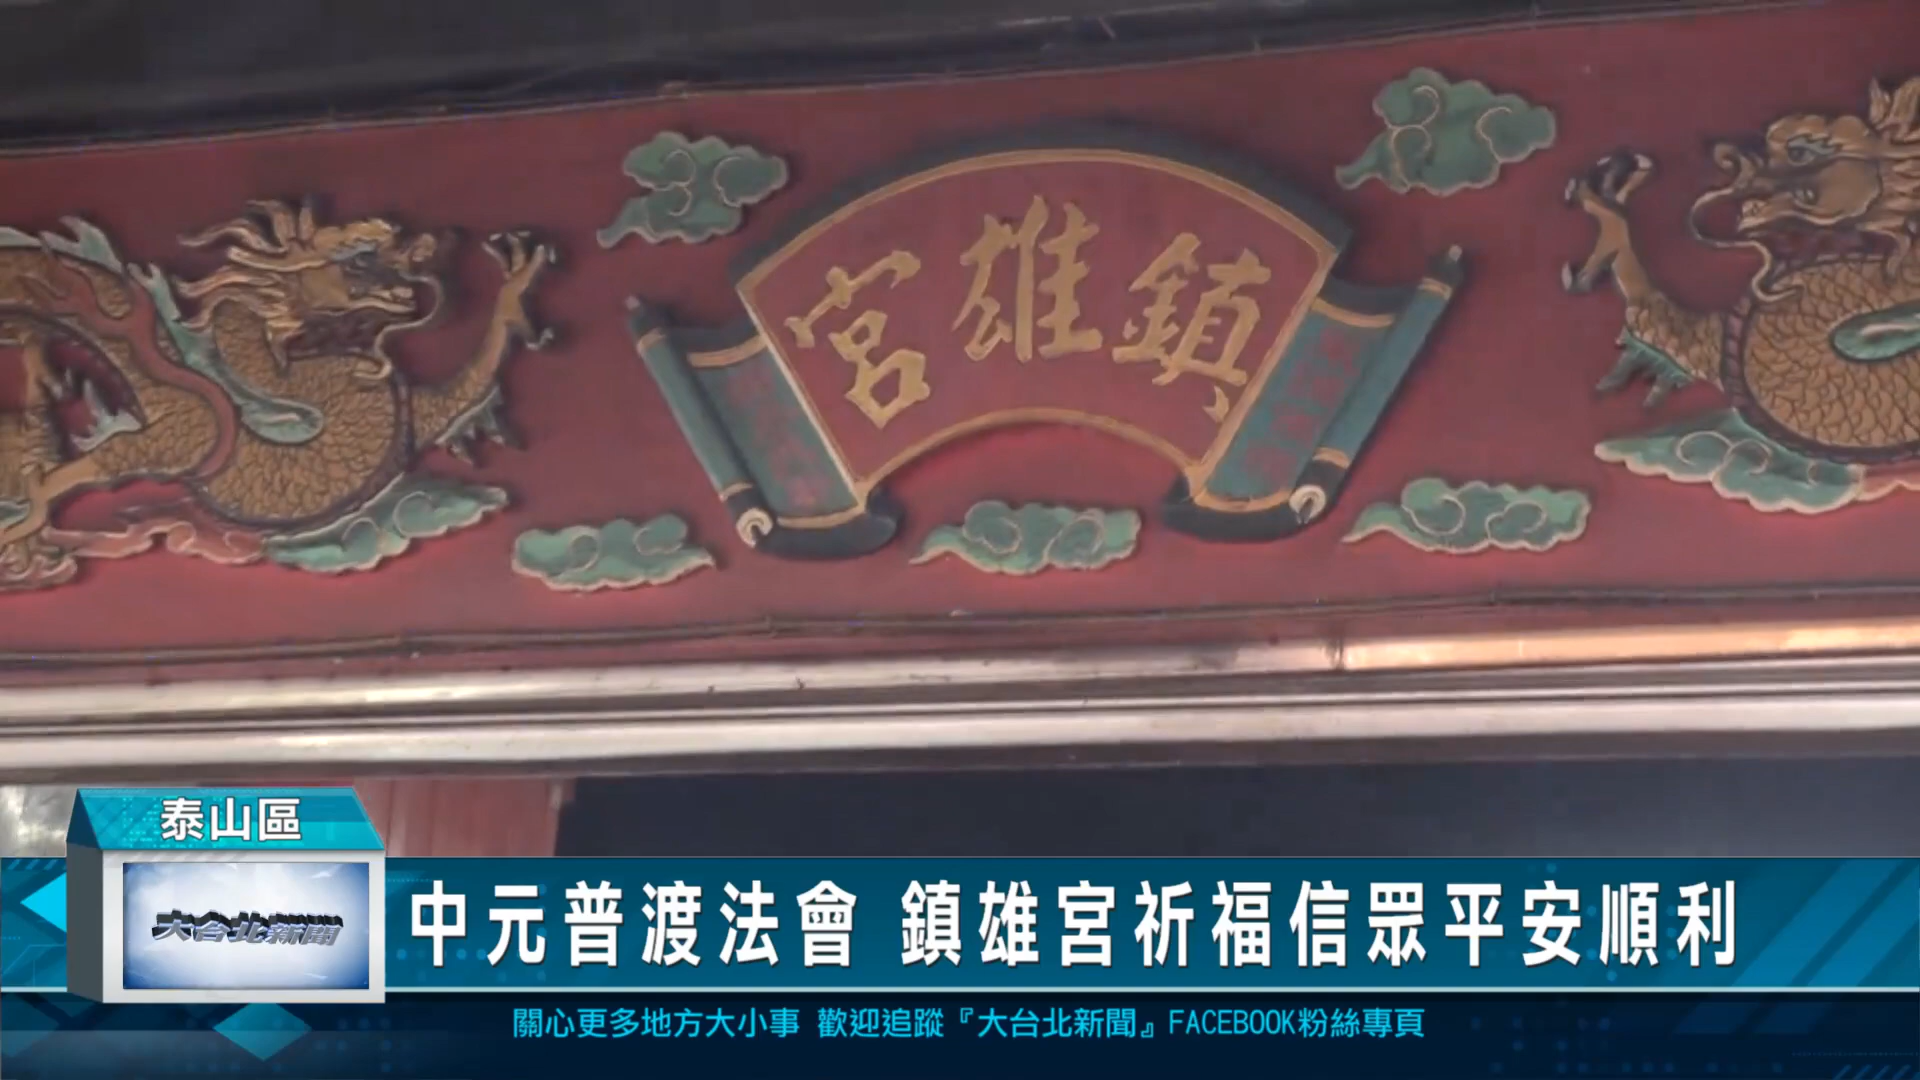 鎮雄宮
泰山區
大台北新聞
中元普渡法會 鎮雄宮祈福信眾平安順利
關心更多地方大小事 歡迎追蹤『大台北新聞』FACEBOOK粉絲專頁